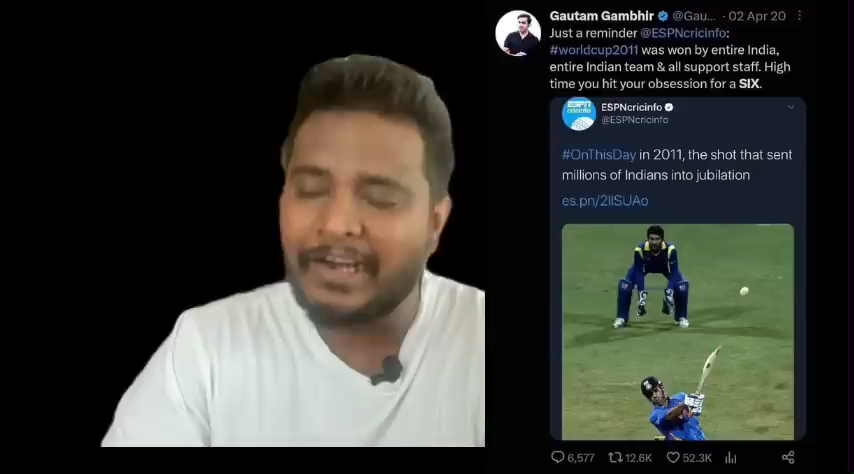 Gautam Gambhir @Gau... · 02 Apr 20
Just a reminder @ESPNcricinfo:
#worldcup2011 was won by entire India,
entire Indian team & all support staff. High
time you hit your obsession for a SIX.
ESPNcricinfo
@ESPNcricinfo
#OnThisDay in 2011, the shot that sent
millions of Indians into jubilation
es.pn/2IISUAo
6,577 12.6K 52.3K